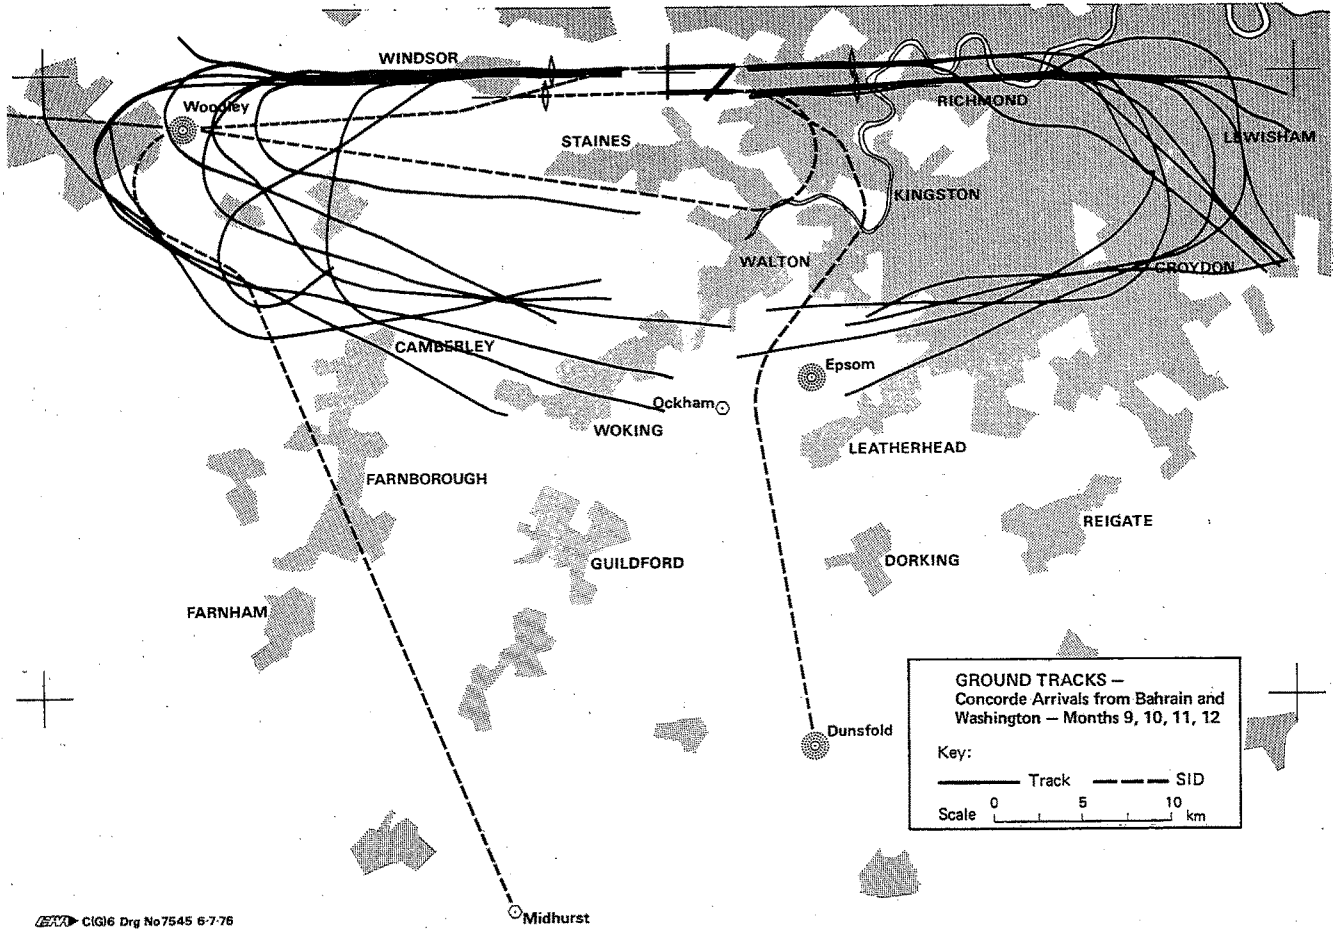 WINDSOR
Woodley
RICHMOND
STAINES
LEWISHAM
KINGSTON
WALTON
CROYDON
CAMBERLEY
Epsom
Ockham
WOKING
LEATHERHEAD
FARNBOROUGH
REIGATE
GUILDFORD
DORKING
FARNHAM
GROUND TRACKS –
Concorde Arrivals from Bahrain and
Washington – Months 9, 10, 11, 12
Key:
Track SID
Scale 0 5 10 km
Dunsfold
Midhurst
C(G)6 Drg No 7545 6-7-76